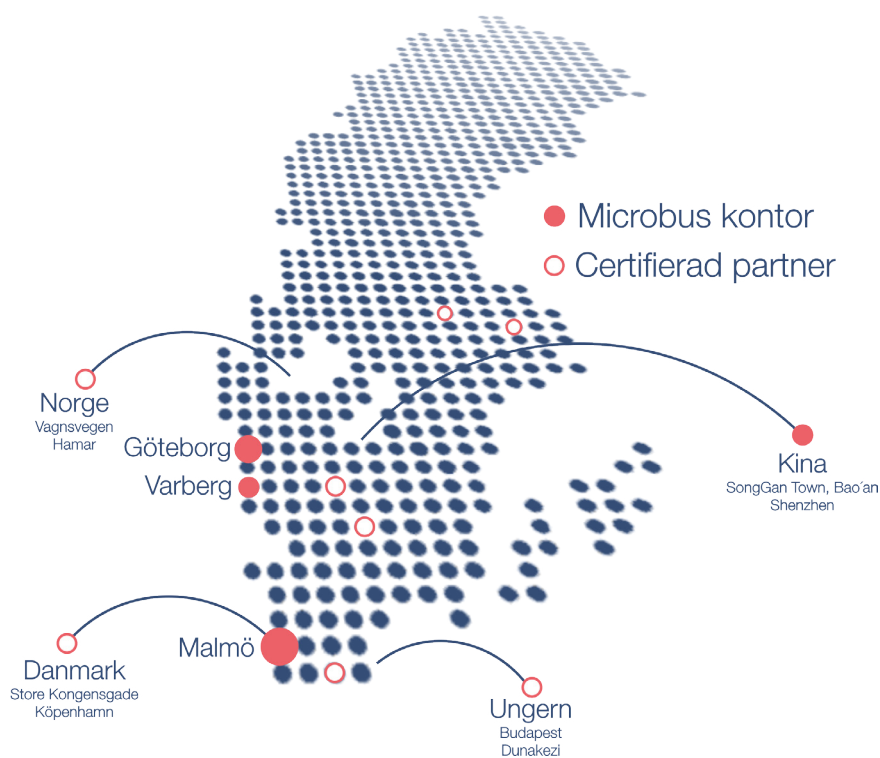 Microbus kontor
Certifierad partner
Norge
Vagnsvegen
Hamar
Göteborg
Varberg
Kina
SongGan Town, Bao´an
Shenzhen
Malmö
Danmark
Store Kongensgade
Köpenhamn
Ungern
Budapest
Dunakezi